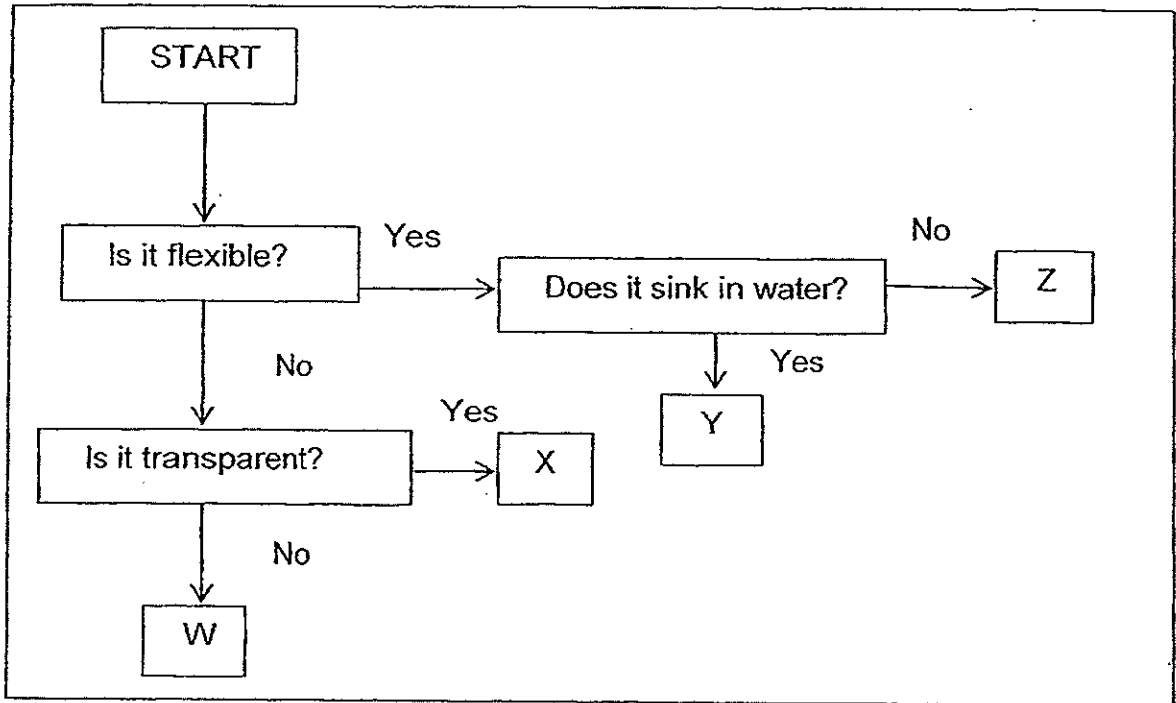 START
Is it flexible?
Yes
Does it sink in water?
No
Z
No
Yes
Y
Is it transparent?
Yes
X
No
W